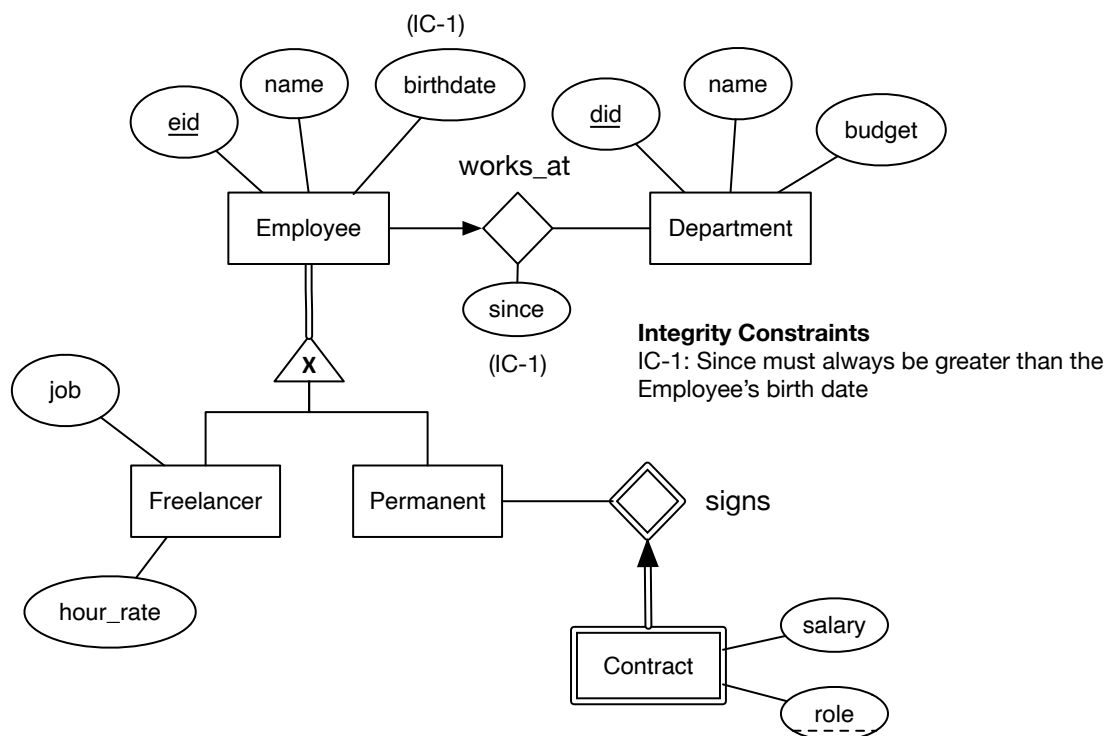 (IC-1)
name
birthdate
name
eid
did
budget
works_at
Employee
Department
since
Integrity Constraints
(IC-1)
IC-1: Since must always be greater than the
Employee's birth date
X
job
Freelancer
Permanent
signs
hour_rate
salary
Contract
role